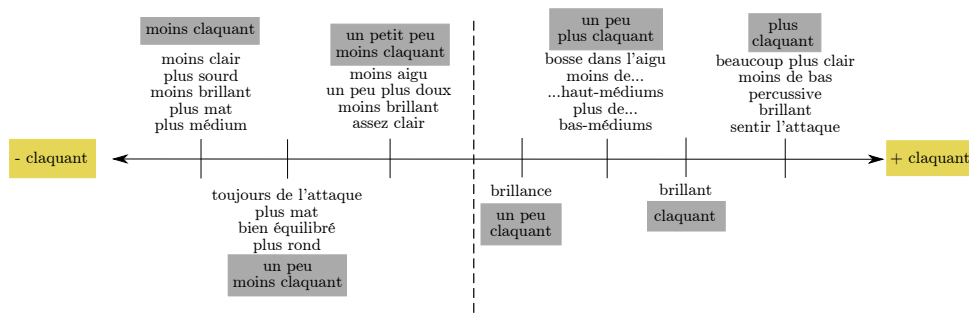 moins claquant
moins clair
plus sourd
moins brillant
plus mat
plus médium
un petit peu
moins claquant
moins aigu
un peu plus doux
moins brillant
assez clair
un peu
plus claquant
bosse dans l'aigu
moins de...
...haut-médiums
plus de...
bas-médiums
plus
claquant
beaucoup plus clair
moins de bas
percussive
brillant
sentir l'attaque
- claquant
+ claquant
toujours de l'attaque
plus mat
bien équilibré
plus rond
un peu
moins claquant
brillance
un peu
claquant
brillant
claquant